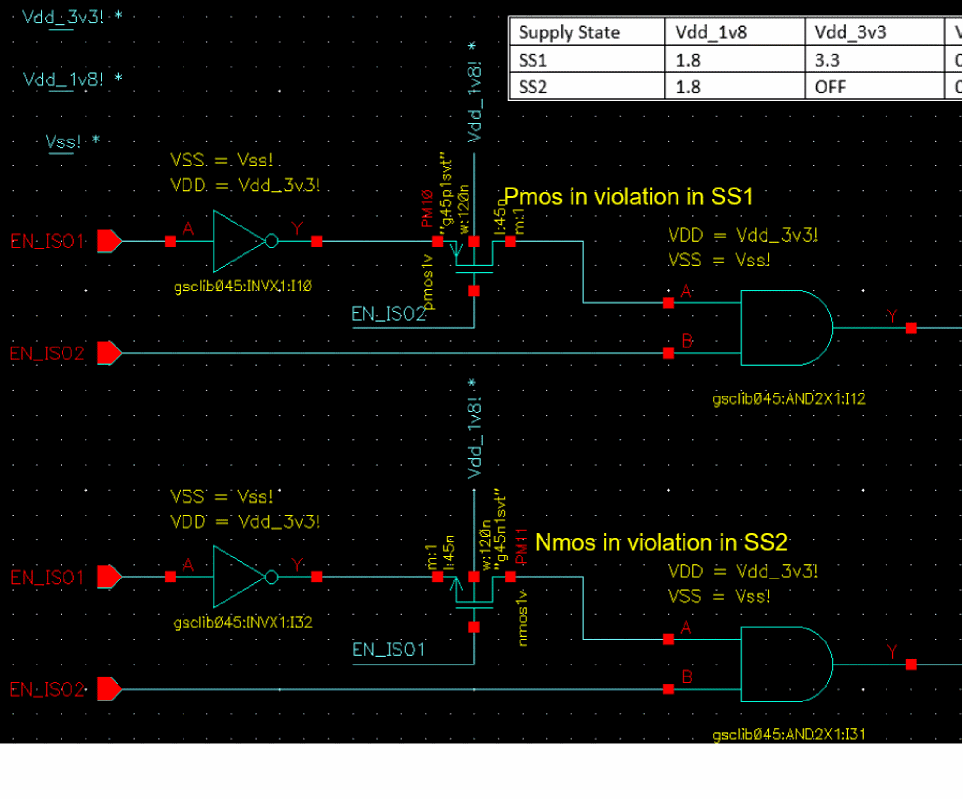 Vdd_3v3! *
Supply State Vdd_1v8 Vdd_3v3 V
SS1 1.8 3.3 0
SS2 1.8 OFF 0
Vdd_1v8! *
Vss! *
Vdd_1v8! *
VSS = Vss!
VDD = Vdd_3v3!
PM10
"g45p1svt"
w:120n
l:45n
m:1
pmos1v
Pmos in violation in SS1
EN_ISO1
A
Y
gsclib045:INVX1:I10
EN_ISO2
VDD = Vdd_3v3!
VSS = Vss!
A
B
Y
EN_ISO2
gsclib045:AND2X1:I12
Vdd_1v8! *
VSS = Vss!
VDD = Vdd_3v3!
m:1
l:45n
w:120n
"g45n1svt"
PM11
nmos1v
Nmos in violation in SS2
EN_ISO1
A
Y
gsclib045:INVX1:I32
EN_ISO1
VDD = Vdd_3v3!
VSS = Vss!
A
B
Y
EN_ISO2
gsclib045:AND2X1:I31